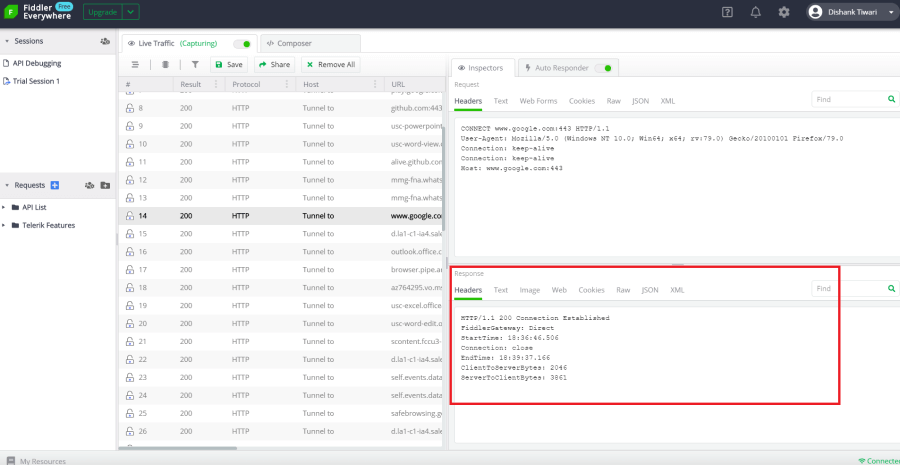 Fiddler Free
Everywhere
Upgrade
Dishank Tiwari
Sessions
API Debugging
Trial Session 1
Requests
API List
Telerik Features
My Resources
Live Traffic (Capturing)
</> Composer
Save
Share
Remove All
# Result Protocol Host URL
8 200 HTTP Tunnel to github.com:443
9 200 HTTP Tunnel to usc-powerpoint
10 200 HTTP Tunnel to usc-word-view.
11 200 HTTP Tunnel to alive.github.com
12 200 HTTP Tunnel to mmg-fna.whats
13 200 HTTP Tunnel to mmg-fna.whats
14 200 HTTP Tunnel to www.google.co
15 200 HTTP Tunnel to d.la1-c1-ia4.sale
16 200 HTTP Tunnel to outlook.office.c
17 200 HTTP Tunnel to browser.pipe.a
18 200 HTTP Tunnel to az764295.vo.ms
19 200 HTTP Tunnel to usc-excel.office
20 200 HTTP Tunnel to usc-word-edit.o
21 200 HTTP Tunnel to scontent.fccu3-
22 200 HTTP Tunnel to d.la1-c1-ia4.sale
23 200 HTTP Tunnel to self.events.data
24 200 HTTP Tunnel to self.events.data
25 200 HTTP Tunnel to safebrowsing.g
26 200 HTTP Tunnel to d.la1-c1-ia4.sale
Inspectors
Auto Responder
Request
Headers Text Web Forms Cookies Raw JSON XML
Find
CONNECT www.google.com:443 HTTP/1.1
User-Agent: Mozilla/5.0 (Windows NT 10.0; Win64; x64; rv:79.0) Gecko/20100101 Firefox/79.0
Connection: keep-alive
Connection: keep-alive
Host: www.google.com:443
Response
Headers Text Image Web Cookies Raw JSON XML
Find
HTTP/1.1 200 Connection Established
FiddlerGateway: Direct
StartTime: 18:36:46.506
Connection: close
EndTime: 18:39:37.166
ClientToServerBytes: 2046
ServerToClientBytes: 3861
Connected